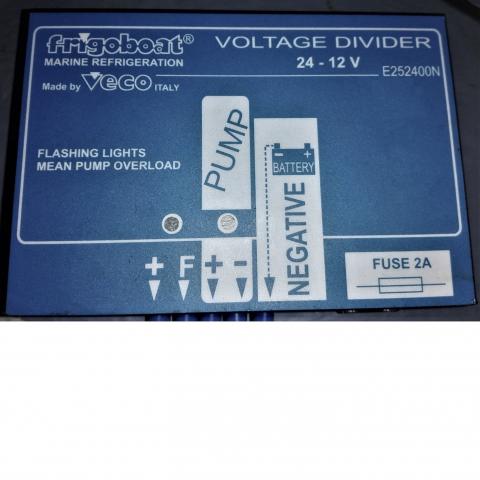 frigoboat®
MARINE REFRIGERATION
Made by Veco ITALY
VOLTAGE DIVIDER
24 - 12 V
E252400N
FLASHING LIGHTS
MEAN PUMP OVERLOAD
PUMP
- +
BATTERY
NEGATIVE
+ F + -
FUSE 2A